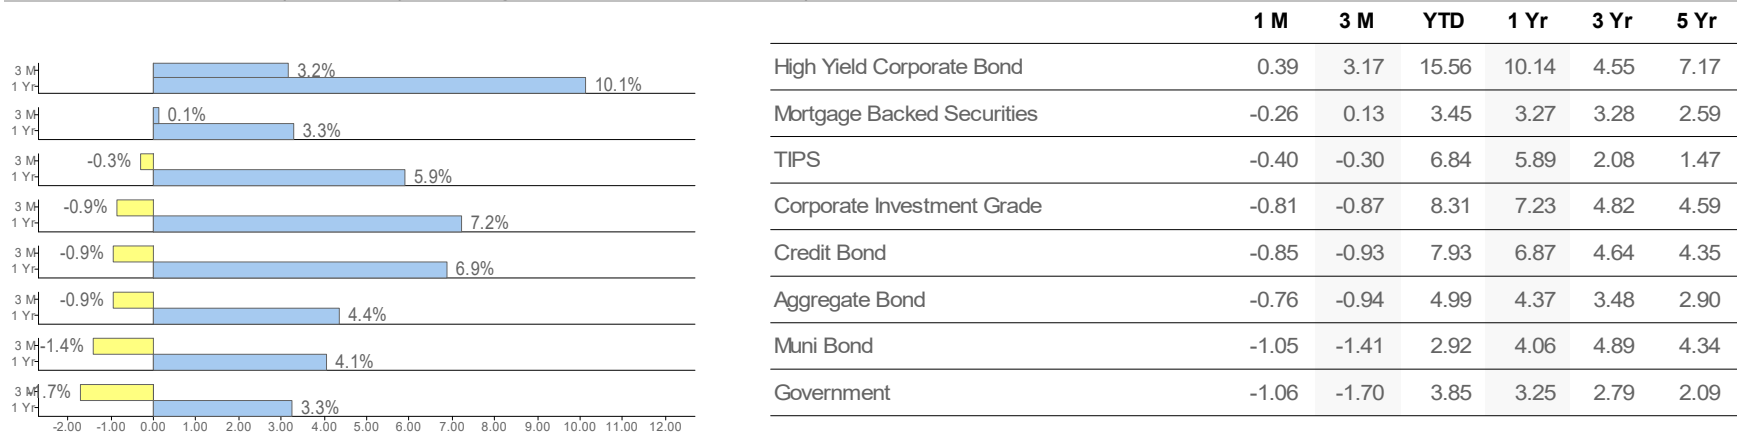 1 M 3 M YTD 1 Yr 3 Yr 5 Yr
3 M 3.2% High Yield Corporate Bond 0.39 3.17 15.56 10.14 4.55 7.17
1 Yr 10.1%
3 M 0.1% Mortgage Backed Securities -0.26 0.13 3.45 3.27 3.28 2.59
1 Yr 3.3%
3 M -0.3% TIPS -0.40 -0.30 6.84 5.89 2.08 1.47
1 Yr 5.9%
3 M -0.9% Corporate Investment Grade -0.81 -0.87 8.31 7.23 4.82 4.59
1 Yr 7.2%
3 M -0.9% Credit Bond -0.85 -0.93 7.93 6.87 4.64 4.35
1 Yr 6.9%
3 M -0.9% Aggregate Bond -0.76 -0.94 4.99 4.37 3.48 2.90
1 Yr 4.4%
3 M -1.4% Muni Bond -1.05 -1.41 2.92 4.06 4.89 4.34
1 Yr 4.1%
3 M .7% Government -1.06 -1.70 3.85 3.25 2.79 2.09
1 Yr 3.3%
-2.00 -1.00 0.00 1.00 2.00 3.00 4.00 5.00 6.00 7.00 8.00 9.00 10.00 11.00 12.00